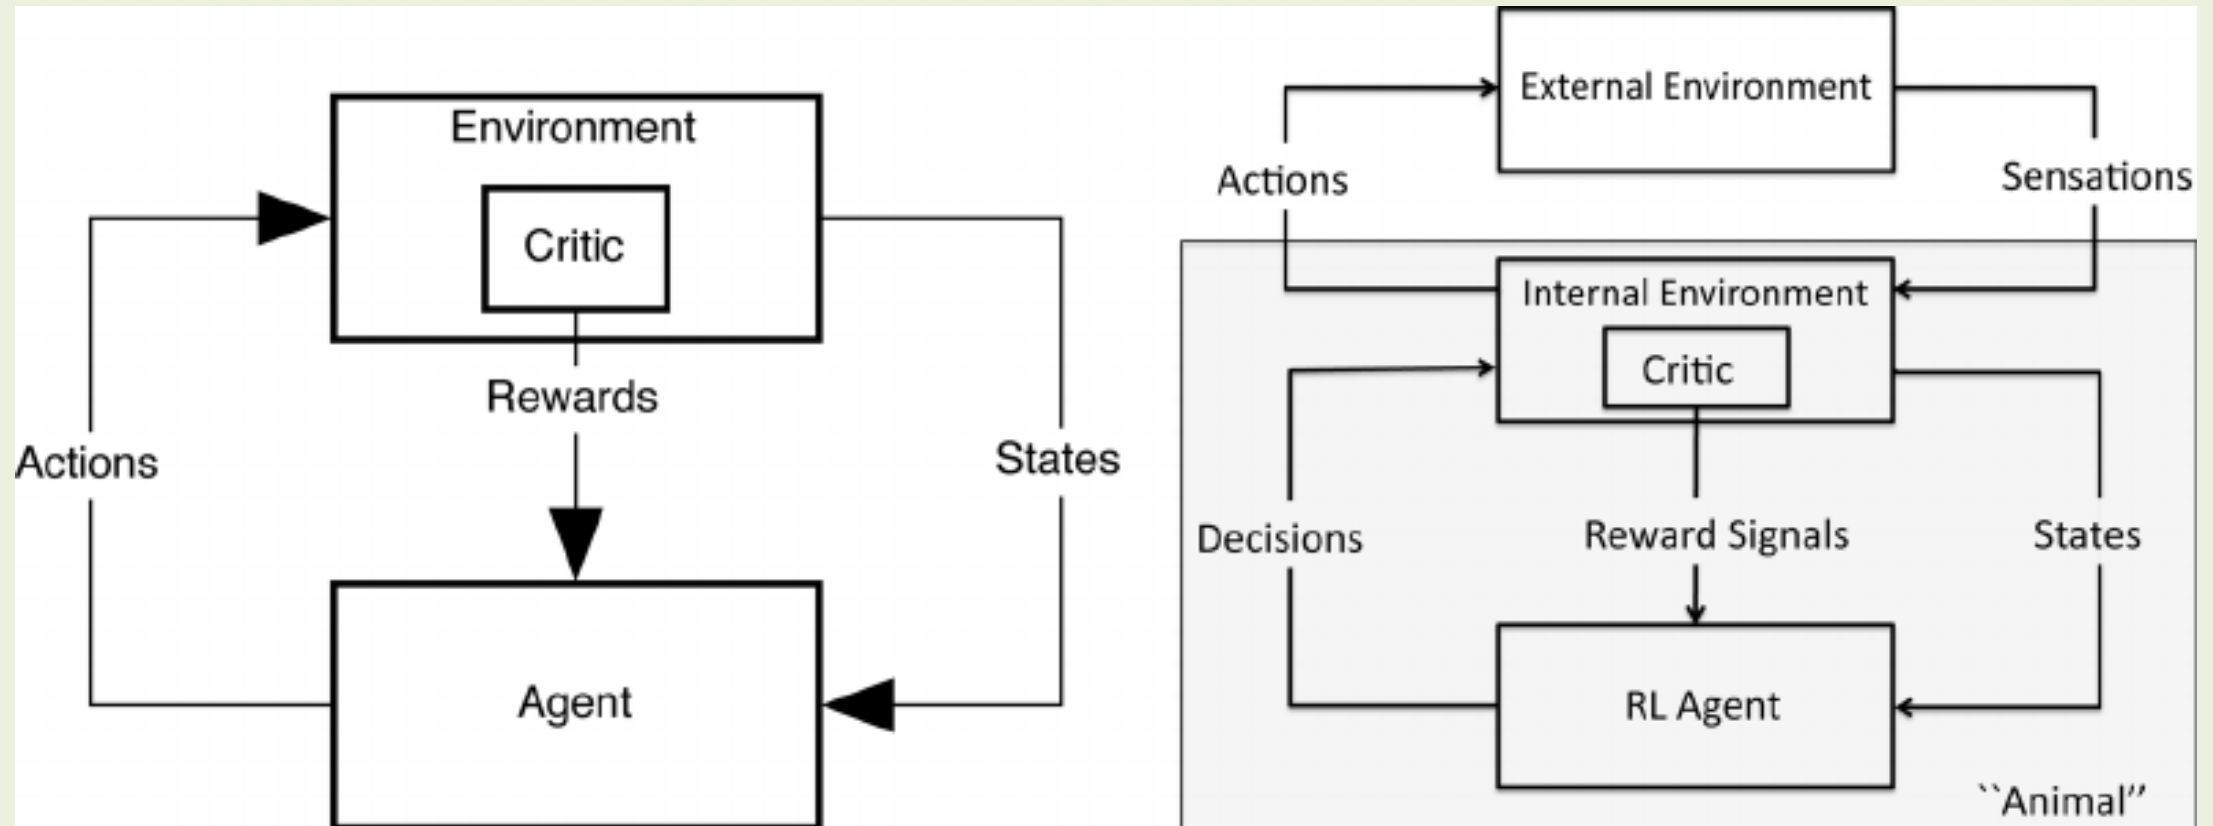 Environment
Critic
Rewards
Actions
States
Agent
External Environment
Actions
Sensations
Internal Environment
Critic
Decisions
Reward Signals
States
RL Agent
``Animal’’